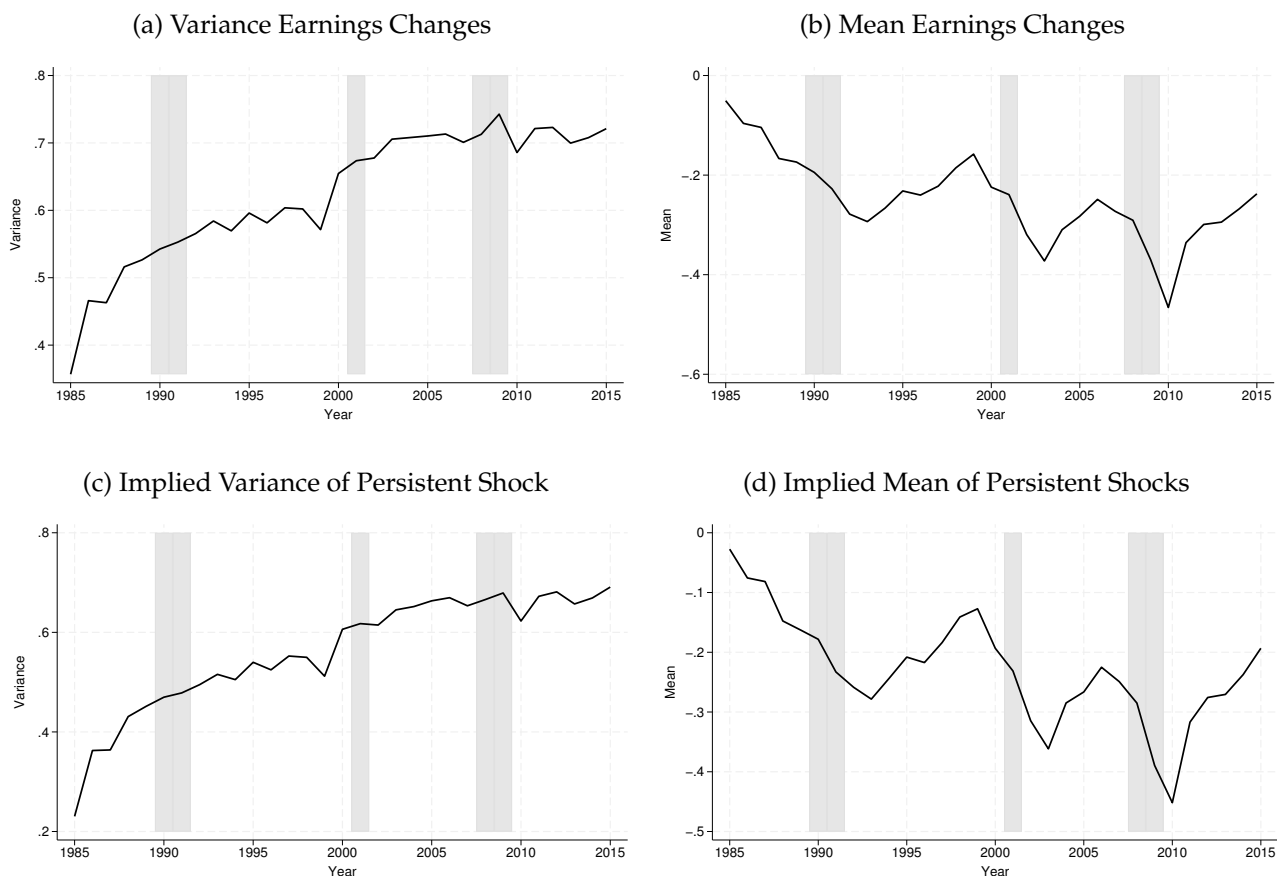 (a) Variance Earnings Changes
.8
.7
.6
.5
.4
Variance
1985 1990 1995 2000 2005 2010 2015
Year
(b) Mean Earnings Changes
0
−.2
−.4
−.6
Mean
1985 1990 1995 2000 2005 2010 2015
Year
(c) Implied Variance of Persistent Shock
.8
.6
.4
.2
Variance
1985 1990 1995 2000 2005 2010 2015
Year
(d) Implied Mean of Persistent Shocks
0
−.1
−.2
−.3
−.4
−.5
Mean
1985 1990 1995 2000 2005 2010 2015
Year